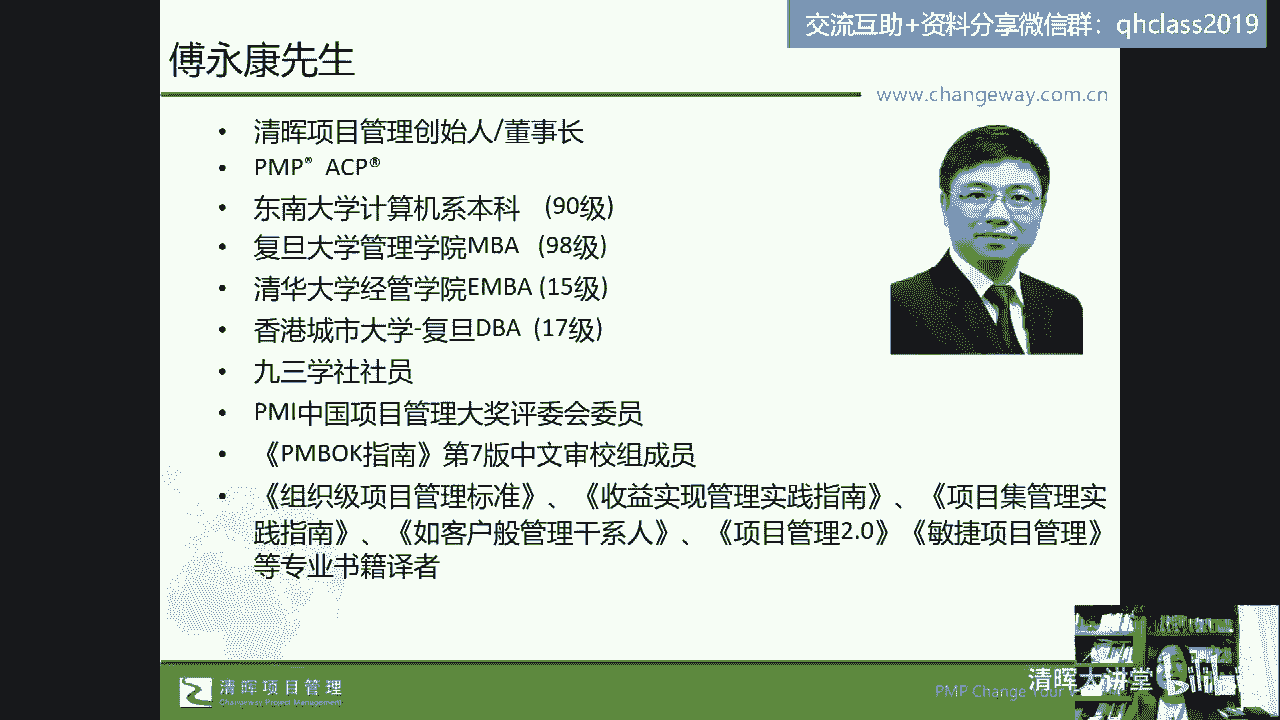 交流互助+资料分享微信群：qhclass2019
傅永康先生
www.changeway.com.cn
• 清晖项目管理创始人/董事长
• PMP® ACP®
• 东南大学计算机系本科 (90级)
• 复旦大学管理学院MBA (98级)
• 清华大学经管学院EMBA (15级)
• 香港城市大学-复旦DBA (17级)
• 九三学社社员
• PMI中国项目管理大奖评委会委员
• 《PMBOK指南》第7版中文审校组成员
• 《组织级项目管理标准》、《收益实现管理实践指南》、《项目集管理实
践指南》、《如客户般管理干系人》、《项目管理2.0》《敏捷项目管理》
等专业书籍译者
清晖项目管理
Changeway Project Management
PMP Change Your
清晖大讲堂